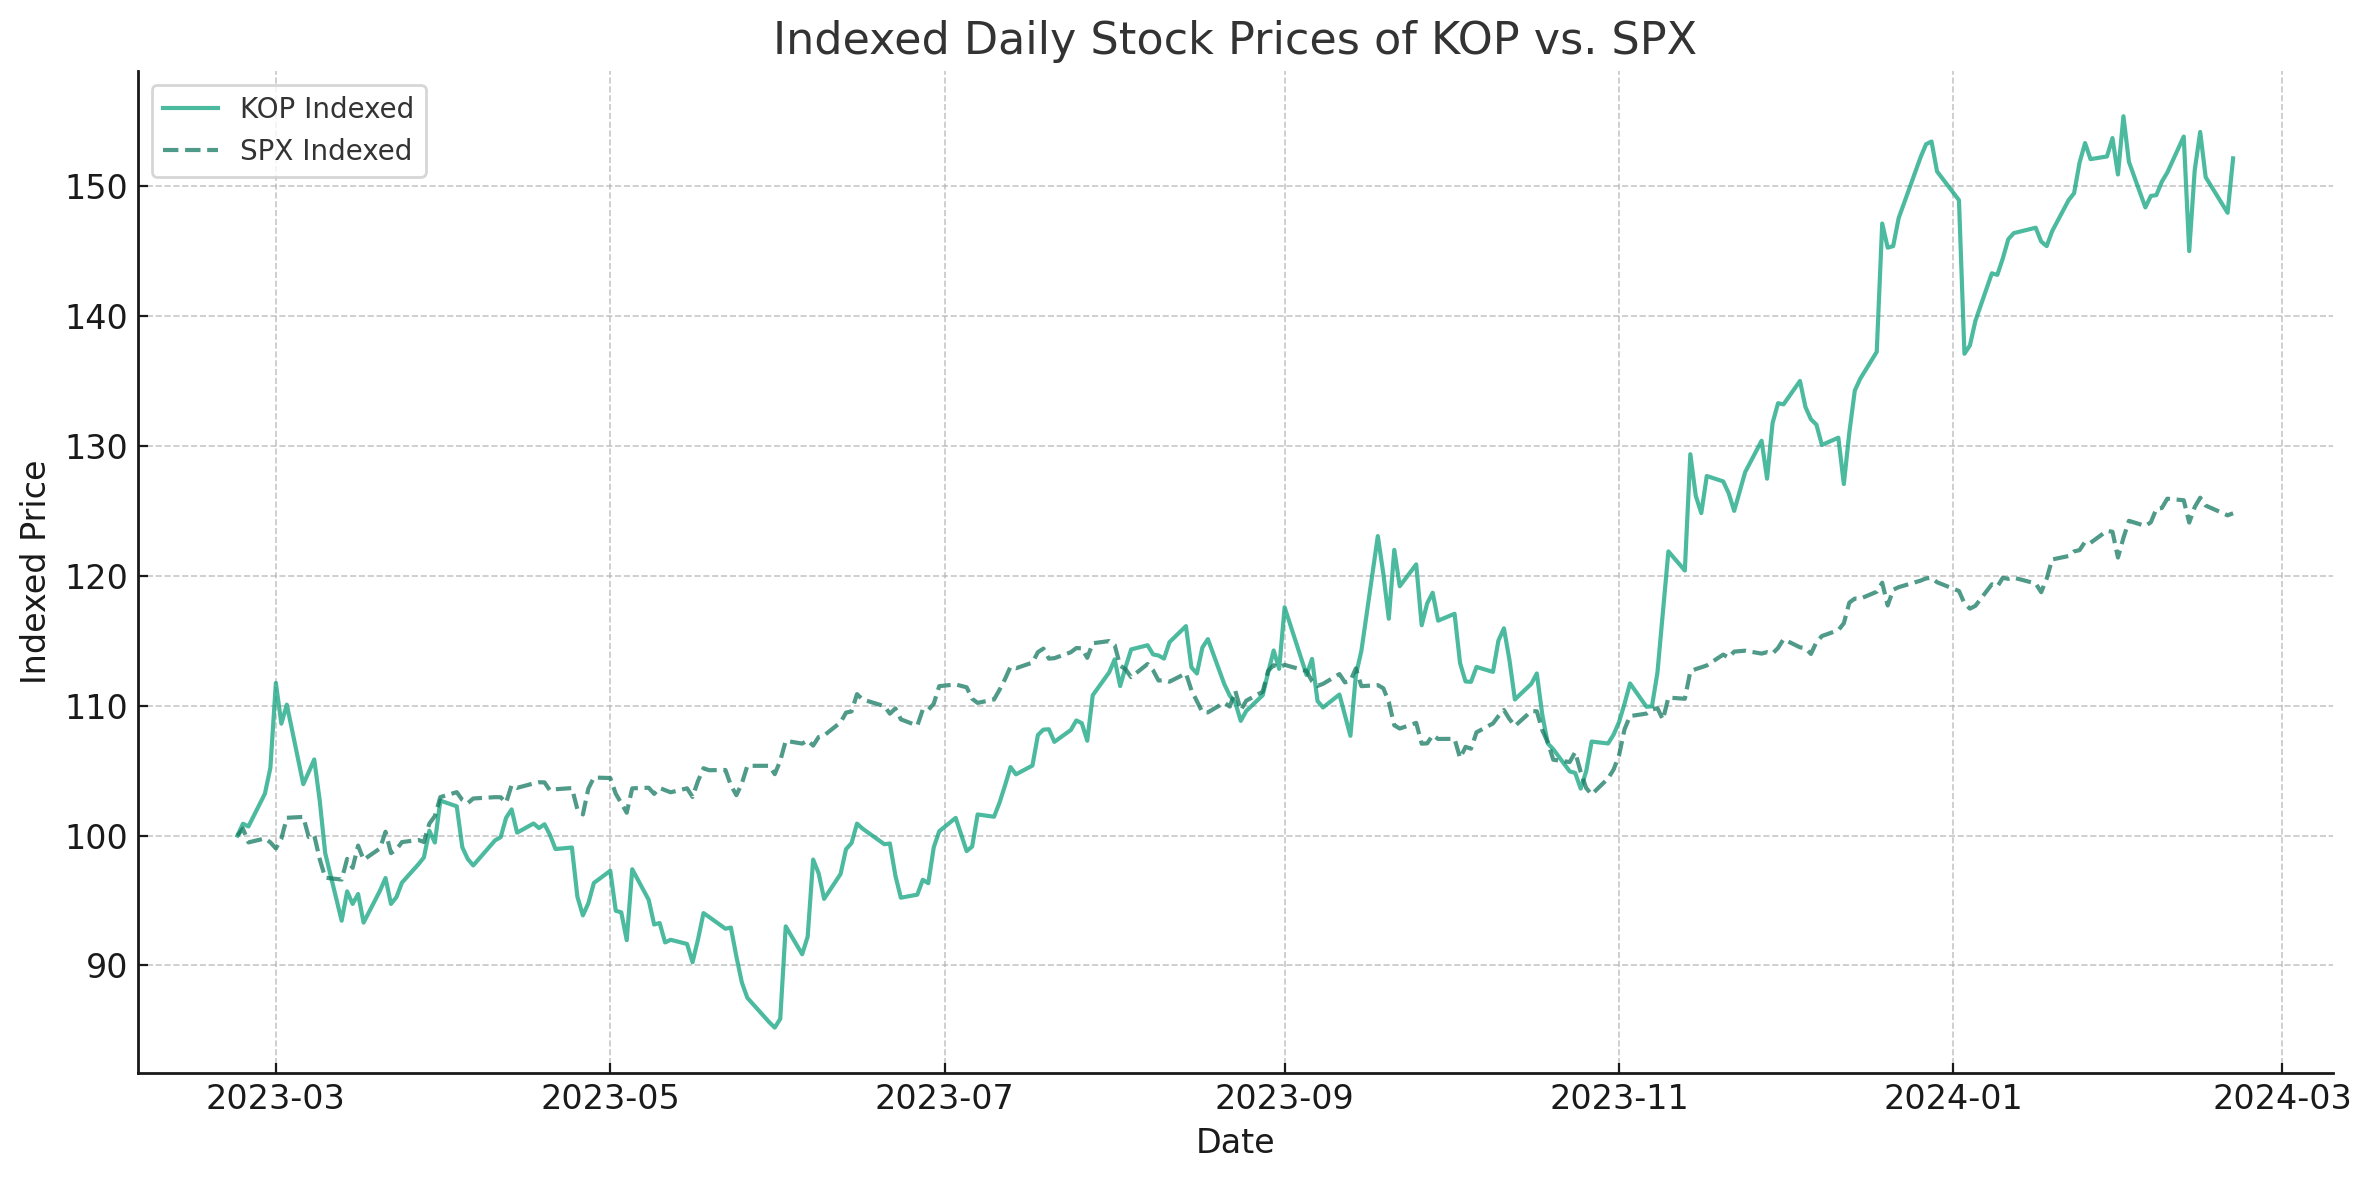 Indexed Daily Stock Prices of KOP vs. SPX
KOP Indexed
SPX Indexed
150
140
130
120
110
100
90
Indexed Price
2023-03
2023-05
2023-07
2023-09
2023-11
2024-01
2024-03
Date